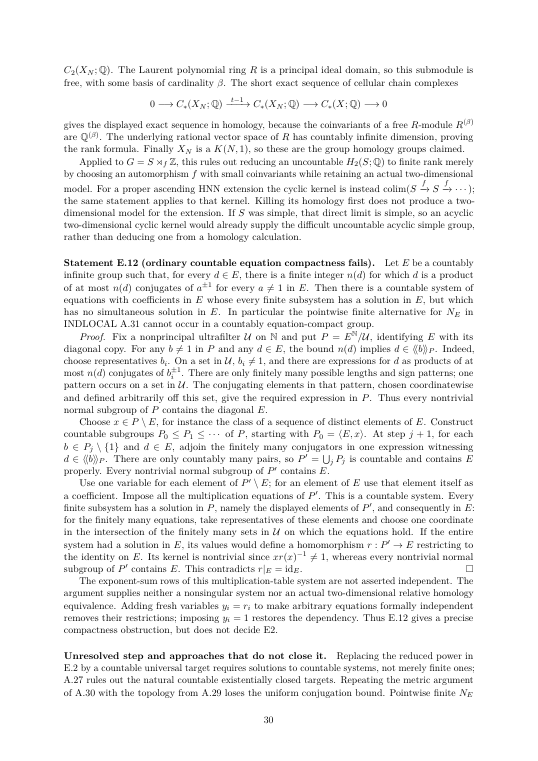 C₂(X_N; ℚ). The Laurent polynomial ring R is a principal ideal domain, so this submodule is
free, with some basis of cardinality β. The short exact sequence of cellular chain complexes
0 ⟶ C_*(X_N; ℚ) —t−1→ C_*(X_N; ℚ) ⟶ C_*(X; ℚ) ⟶ 0
gives the displayed exact sequence in homology, because the coinvariants of a free R-module R^(β)
are ℚ^(β). The underlying rational vector space of R has countably infinite dimension, proving
the rank formula. Finally X_N is a K(N, 1), so these are the group homology groups claimed.
Applied to G = S ⋊_f ℤ, this rules out reducing an uncountable H₂(S; ℚ) to finite rank merely
by choosing an automorphism f with small coinvariants while retaining an actual two-dimensional
model. For a proper ascending HNN extension the cyclic kernel is instead colim(S —f→ S —f→ ⋯);
the same statement applies to that kernel. Killing its homology first does not produce a two-
dimensional model for the extension. If S was simple, that direct limit is simple, so an acyclic
two-dimensional cyclic kernel would already supply the difficult uncountable acyclic simple group,
rather than deducing one from a homology calculation.
Statement E.12 (ordinary countable equation compactness fails). Let E be a countably
infinite group such that, for every d ∈ E, there is a finite integer n(d) for which d is a product
of at most n(d) conjugates of a^{±1} for every a ≠ 1 in E. Then there is a countable system of
equations with coefficients in E whose every finite subsystem has a solution in E, but which
has no simultaneous solution in E. In particular the pointwise finite alternative for N_E in
INDLOCAL A.31 cannot occur in a countably equation-compact group.
Proof. Fix a nonprincipal ultrafilter 𝒰 on ℕ and put P = E^ℕ/𝒰, identifying E with its
diagonal copy. For any b ≠ 1 in P and any d ∈ E, the bound n(d) implies d ∈ ⟪b⟫_P. Indeed,
choose representatives b_i. On a set in 𝒰, b_i ≠ 1, and there are expressions for d as products of at
most n(d) conjugates of b_i^{±1}. There are only finitely many possible lengths and sign patterns; one
pattern occurs on a set in 𝒰. The conjugating elements in that pattern, chosen coordinatewise
and defined arbitrarily off this set, give the required expression in P. Thus every nontrivial
normal subgroup of P contains the diagonal E.
Choose x ∈ P \ E, for instance the class of a sequence of distinct elements of E. Construct
countable subgroups P₀ ≤ P₁ ≤ ⋯ of P, starting with P₀ = ⟨E, x⟩. At step j + 1, for each
b ∈ P_j \ {1} and d ∈ E, adjoin the finitely many conjugators in one expression witnessing
d ∈ ⟪b⟫_P. There are only countably many pairs, so P′ = ⋃_j P_j is countable and contains E
properly. Every nontrivial normal subgroup of P′ contains E.
Use one variable for each element of P′ \ E; for an element of E use that element itself as
a coefficient. Impose all the multiplication equations of P′. This is a countable system. Every
finite subsystem has a solution in P, namely the displayed elements of P′, and consequently in E:
for the finitely many equations, take representatives of these elements and choose one coordinate
in the intersection of the finitely many sets in 𝒰 on which the equations hold. If the entire
system had a solution in E, its values would define a homomorphism r : P′ → E restricting to
the identity on E. Its kernel is nontrivial since xr(x)^{−1} ≠ 1, whereas every nontrivial normal
subgroup of P′ contains E. This contradicts r|_E = id_E. □
The exponent-sum rows of this multiplication-table system are not asserted independent. The
argument supplies neither a nonsingular system nor an actual two-dimensional relative homology
equivalence. Adding fresh variables y_i = r_i to make arbitrary equations formally independent
removes their restrictions; imposing y_i = 1 restores the dependency. Thus E.12 gives a precise
compactness obstruction, but does not decide E2.
Unresolved step and approaches that do not close it. Replacing the reduced power in
E.2 by a countable universal target requires solutions to countable systems, not merely finite ones;
A.27 rules out the natural countable existentially closed targets. Repeating the metric argument
of A.30 with the topology from A.29 loses the uniform conjugation bound. Pointwise finite N_E
30